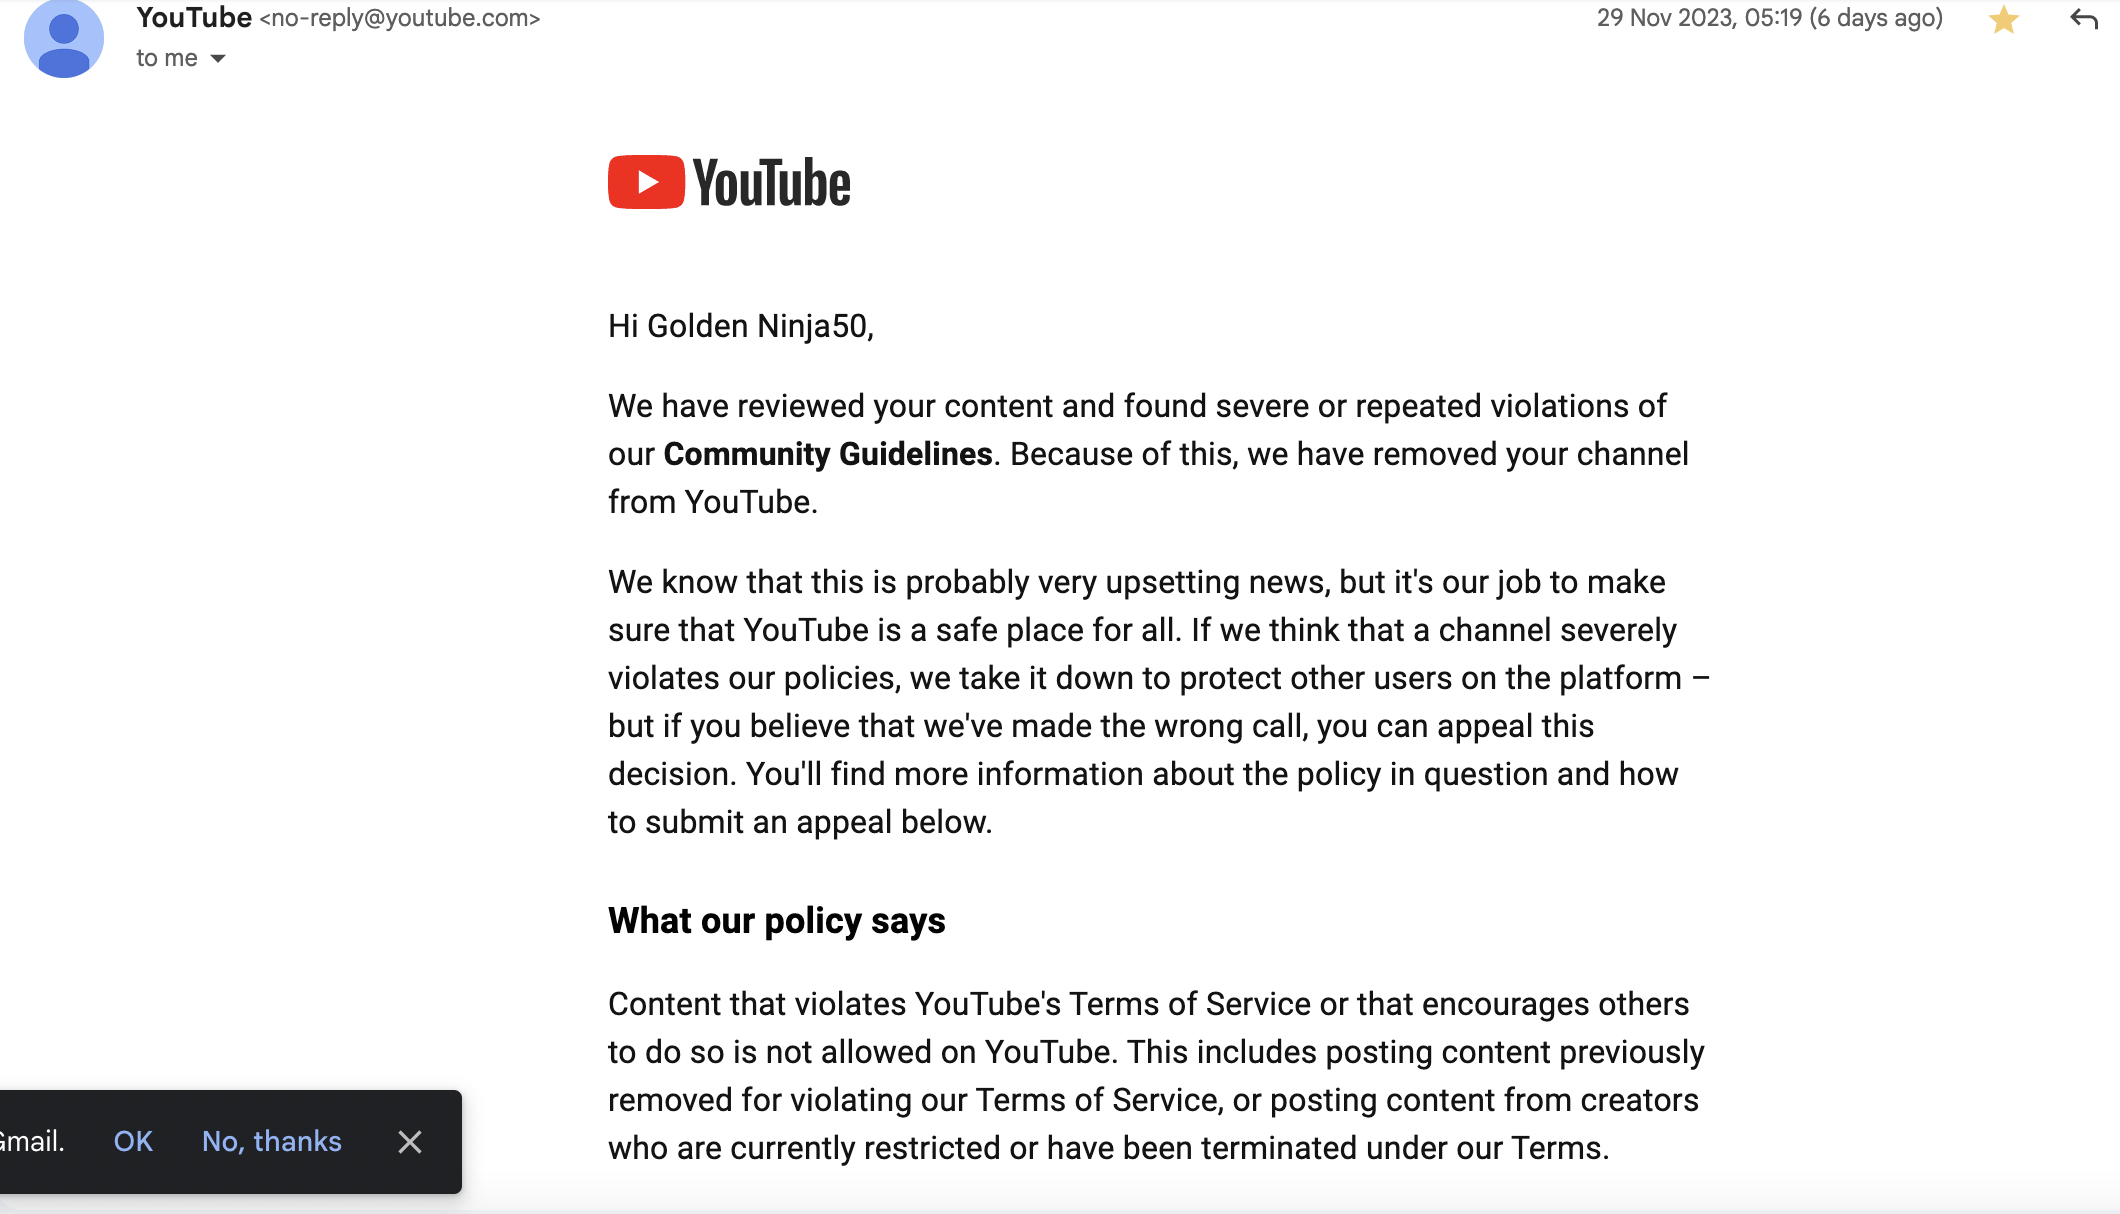 YouTube <no-reply@youtube.com>
29 Nov 2023, 05:19 (6 days ago)
to me
YouTube
Hi Golden Ninja50,
We have reviewed your content and found severe or repeated violations of
our Community Guidelines. Because of this, we have removed your channel
from YouTube.
We know that this is probably very upsetting news, but it's our job to make
sure that YouTube is a safe place for all. If we think that a channel severely
violates our policies, we take it down to protect other users on the platform –
but if you believe that we've made the wrong call, you can appeal this
decision. You'll find more information about the policy in question and how
to submit an appeal below.
What our policy says
Content that violates YouTube's Terms of Service or that encourages others
to do so is not allowed on YouTube. This includes posting content previously
removed for violating our Terms of Service, or posting content from creators
who are currently restricted or have been terminated under our Terms.
Gmail. OK No, thanks